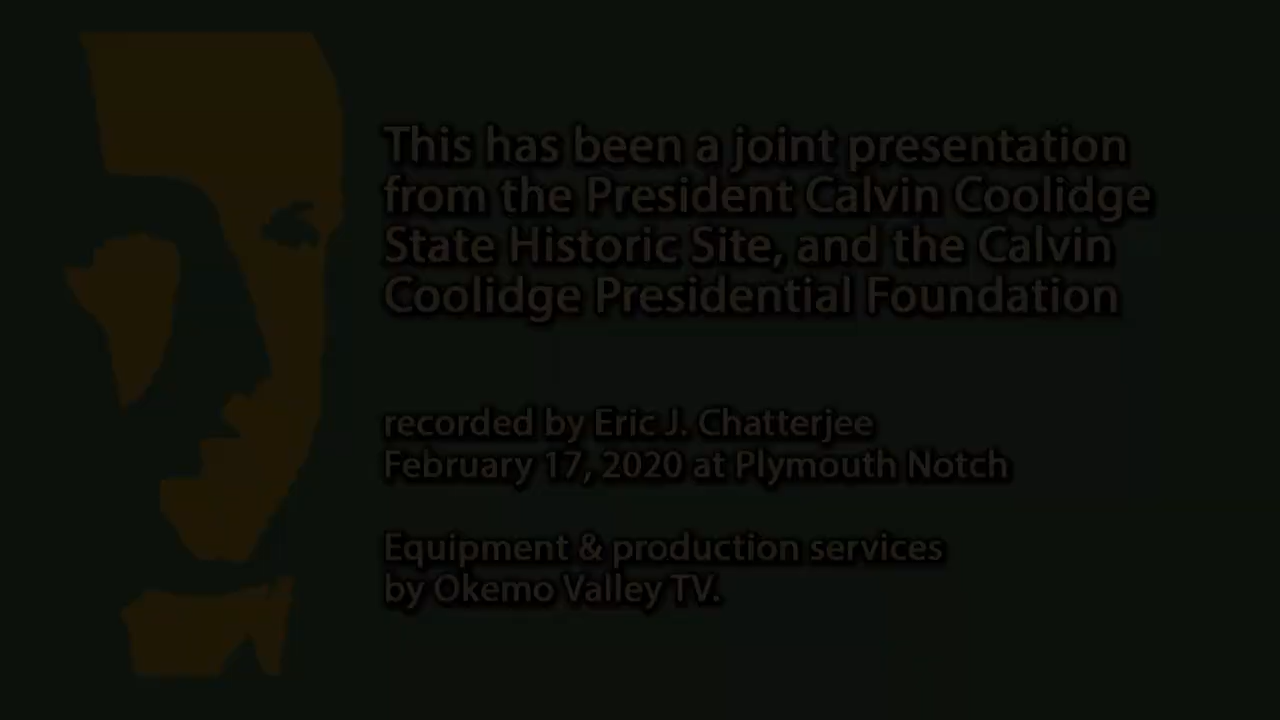 This has been a joint presentation
from the President Calvin Coolidge
State Historic Site, and the Calvin
Coolidge Presidential Foundation
recorded by Eric J. Chatterjee
February 17, 2020 at Plymouth Notch
Equipment & production services
by Okemo Valley TV.